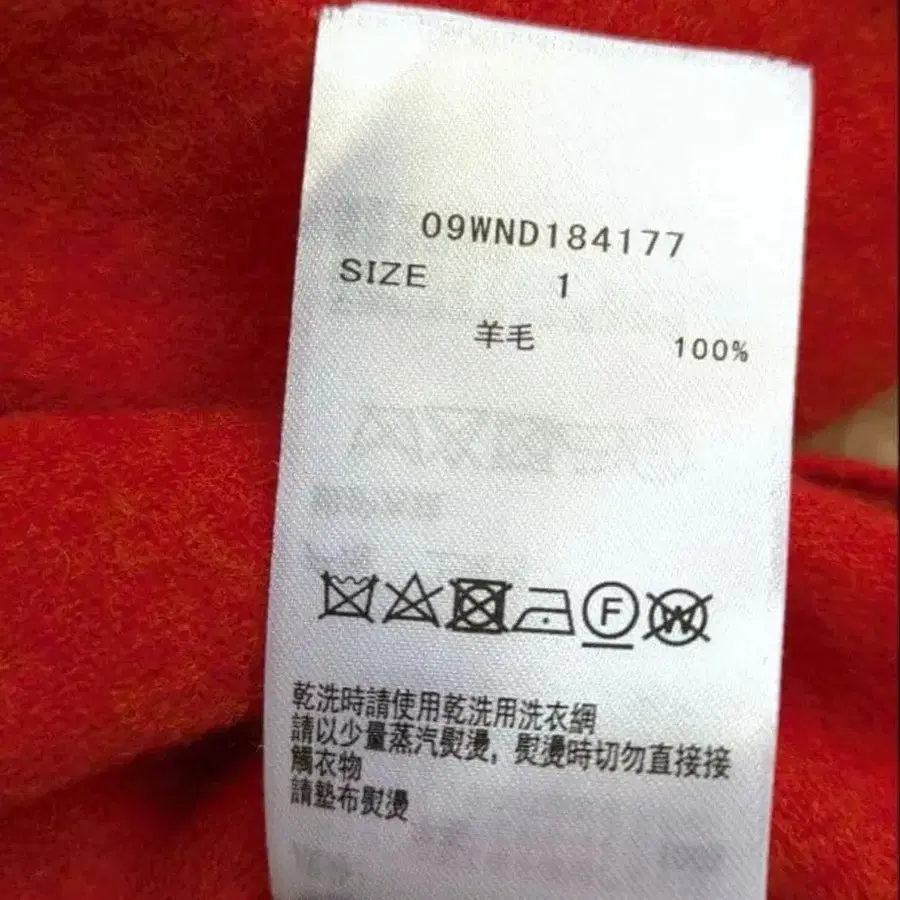 09WND184177
SIZE 1
羊毛 100%
F W
乾洗時請使用乾洗用洗衣網
請以少量蒸汽熨燙，熨燙時切勿直接接
觸衣物
請墊布熨燙